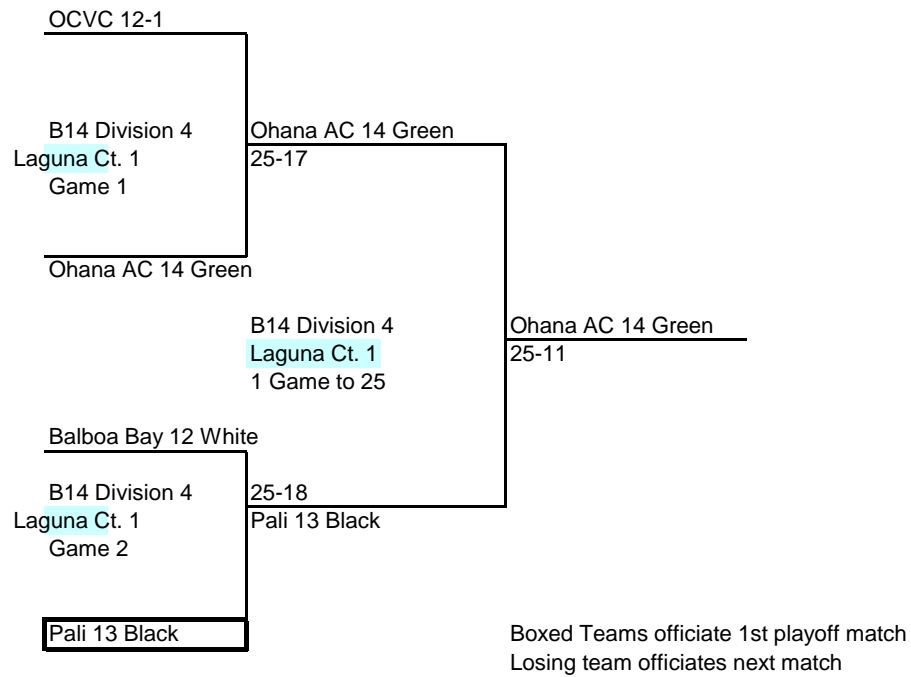 OCVC 12-1
B14 Division 4
Laguna Ct. 1
Game 1
Ohana AC 14 Green
25-17
Ohana AC 14 Green
B14 Division 4
Laguna Ct. 1
1 Game to 25
Ohana AC 14 Green
25-11
Balboa Bay 12 White
B14 Division 4
Laguna Ct. 1
Game 2
25-18
Pali 13 Black
Pali 13 Black
Boxed Teams officiate 1st playoff match
Losing team officiates next match